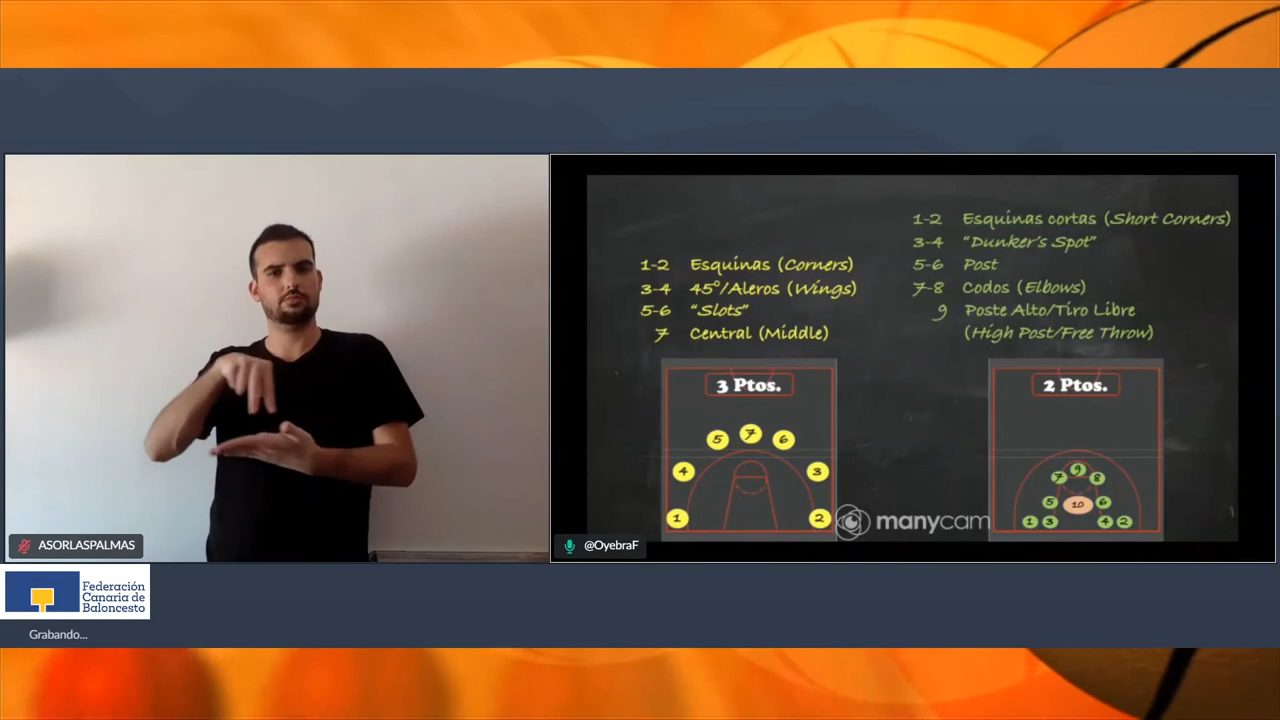 1-2 Esquinas (Corners)
3-4 45º/Aleros (Wings)
5-6 "Slots"
7 Central (Middle)
3 Ptos.
5 7 6
4 3
1 2
1-2 Esquinas cortas (Short Corners)
3-4 "Dunker's Spot"
5-6 Post
7-8 Codos (Elbows)
9 Poste Alto/Tiro Libre
(High Post/Free Throw)
2 Ptos.
9
7 8
5 10 6
1 3 4 2
manycam
ASORLASPALMAS
@OyebraF
Federación
Canaria de
Baloncesto
Grabando...